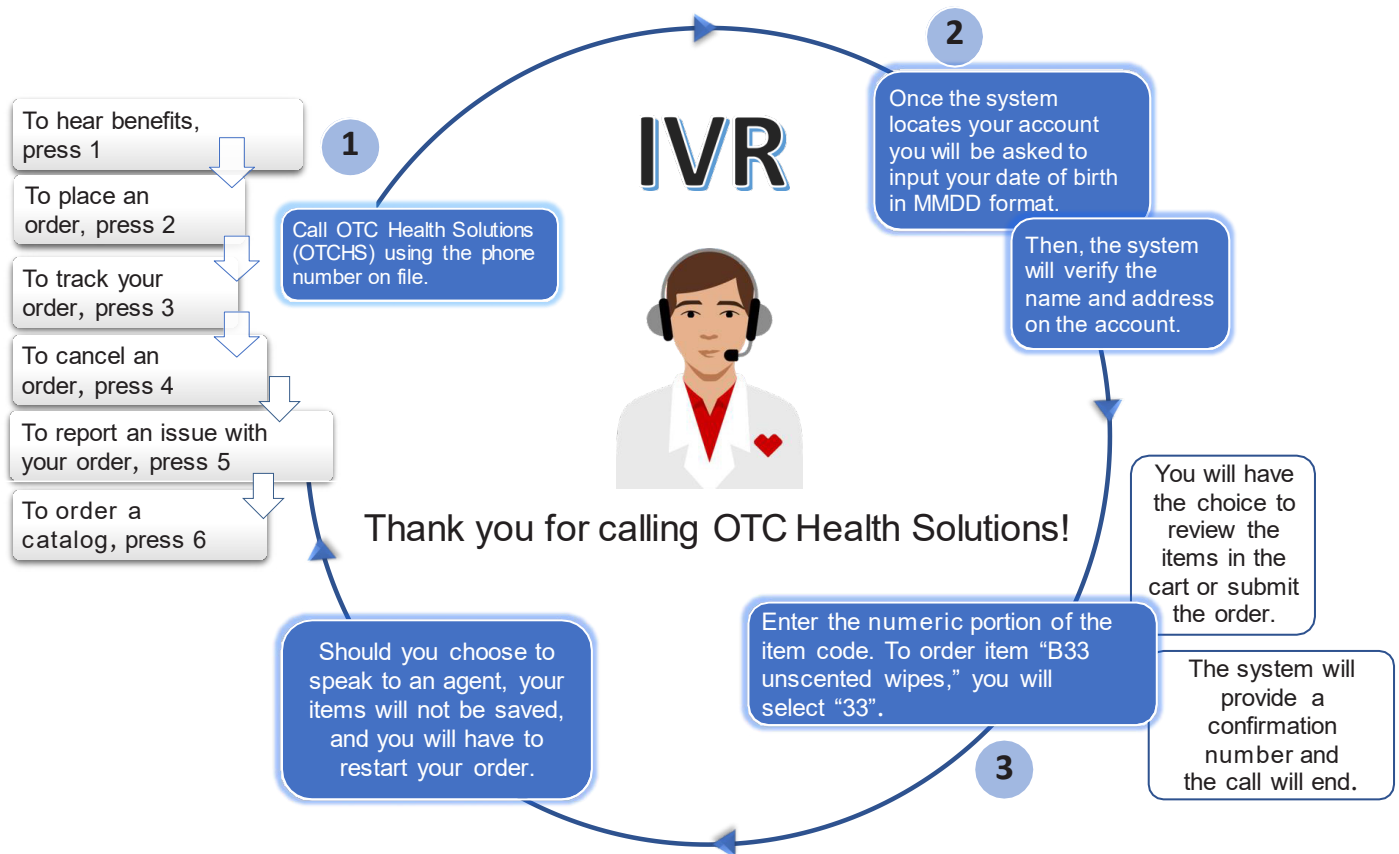 IVR
1
Call OTC Health Solutions
(OTCHS) using the phone
number on file.
To hear benefits,
press 1
To place an
order, press 2
To track your
order, press 3
To cancel an
order, press 4
To report an issue with
your order, press 5
To order a
catalog, press 6
2
Once the system
locates your account
you will be asked to
input your date of birth
in MMDD format.
Then, the system
will verify the
name and address
on the account.
Thank you for calling OTC Health Solutions!
3
Enter the numeric portion of the
item code. To order item “B33
unscented wipes,” you will
select “33”.
You will have
the choice to
review the
items in the
cart or submit
the order.
The system will
provide a
confirmation
number and
the call will end.
Should you choose to
speak to an agent, your
items will not be saved,
and you will have to
restart your order.